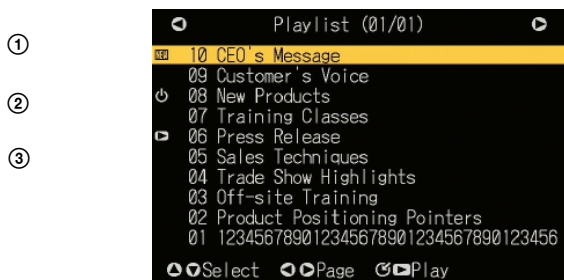 Playlist (01/01)
①
NEW 10 CEO's Message
09 Customer's Voice
② 08 New Products
07 Training Classes
06 Press Release
③ 05 Sales Techniques
04 Trade Show Highlights
03 Off-site Training
02 Product Positioning Pointers
01 123456789012345678901234567890123456
Select Page Play